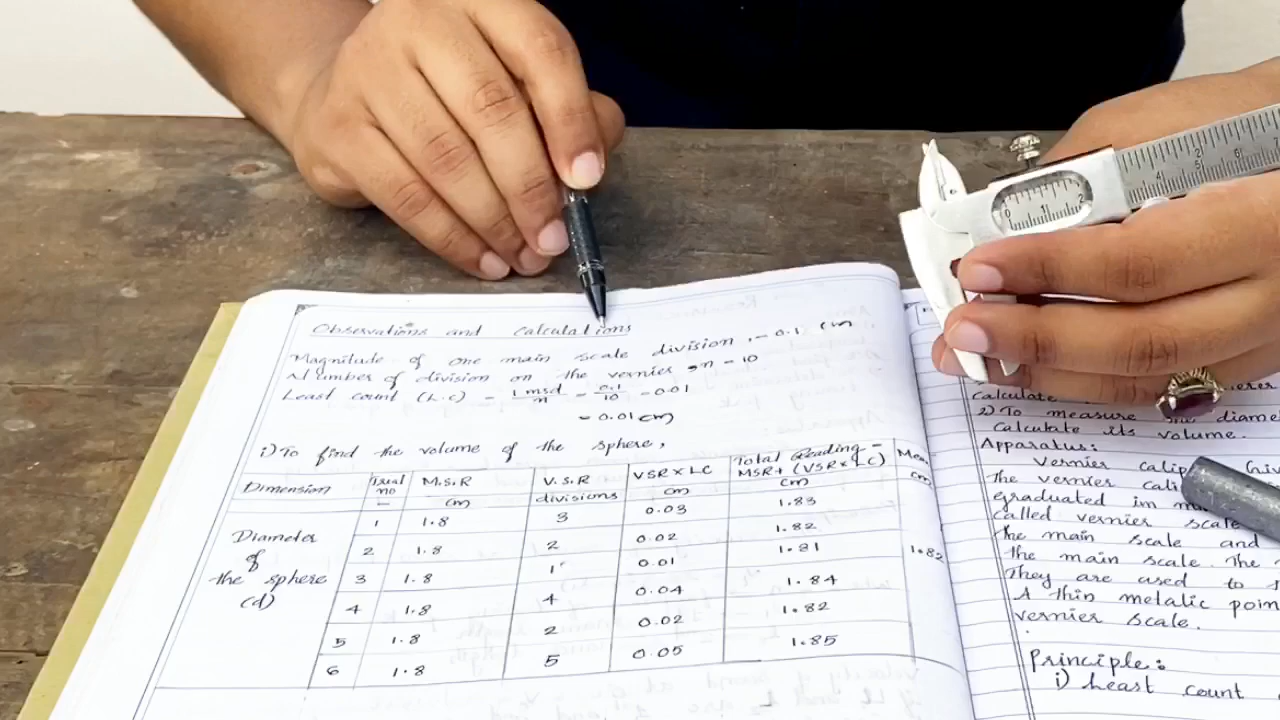 Observations and calculations
Magnitude of one main scale division, = 0.1 cm
Number of division on the vernier, n = 10
Least count (L.C) = 1 msd/n = 0.1/10 = 0.01
= 0.01 cm
i) To find the volume of the sphere,
Dimension Trial no M.S.R (cm) V.S.R divisions VSR×LC cm Total Reading = MSR+(VSR×LC) (cm)
Diameter of the sphere (d)
1 1.8 3 0.03 1.83
2 1.8 2 0.02 1.82
3 1.8 1 0.01 1.81
4 1.8 4 0.04 1.84
5 1.8 2 0.02 1.82
6 1.8 5 0.05 1.85
1.82
calculate
2) To measure the diame
calculate its volume.
Apparatus:
Vernier calip
The vernier cali
graduated in m
called vernier scale
the main scale and
the main scale. The
They are used to
A thin metalic poin
vernier scale.
Principle:
i) Least count
0 1 2